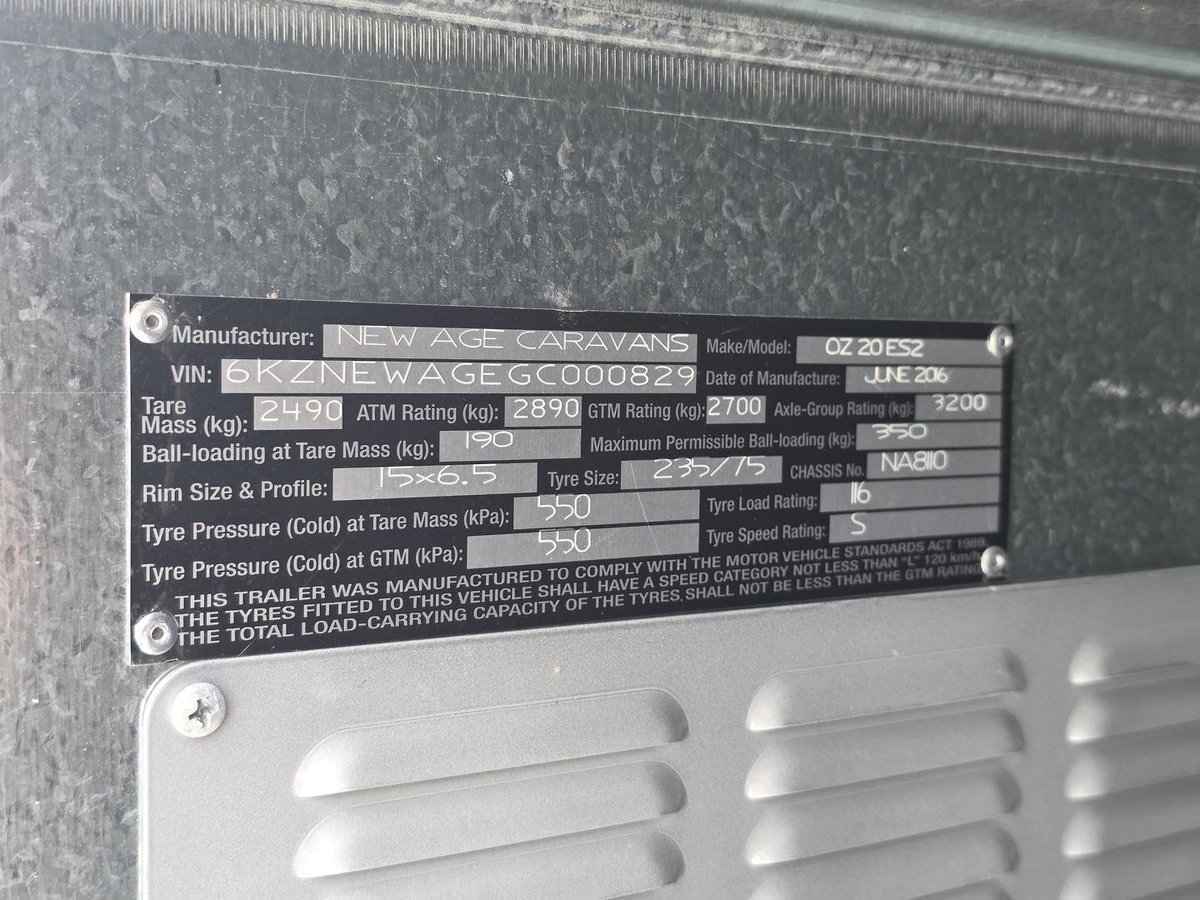 Manufacturer: NEW AGE CARAVANS Make/Model: OZ 20ES2
VIN: 6KZNEWAGEGC000829 Date of Manufacture: JUNE 2016
Tare Mass (kg): 2490 ATM Rating (kg): 2890 GTM Rating (kg): 2700 Axle-Group Rating (kg): 3200
Ball-loading at Tare Mass (kg): 190 Maximum Permissible Ball-loading (kg): 350
Rim Size & Profile: 15x6.5 Tyre Size: 235/75 CHASSIS No. NA8110
Tyre Pressure (Cold) at Tare Mass (kPa): 550 Tyre Load Rating: 116
Tyre Pressure (Cold) at GTM (kPa): 550 Tyre Speed Rating: S
THIS TRAILER WAS MANUFACTURED TO COMPLY WITH THE MOTOR VEHICLE STANDARDS ACT 1989.
THE TYRES FITTED TO THIS VEHICLE SHALL HAVE A SPEED CATEGORY NOT LESS THAN "L" 120 km/h
THE TOTAL LOAD-CARRYING CAPACITY OF THE TYRES, SHALL NOT BE LESS THAN THE GTM RATING